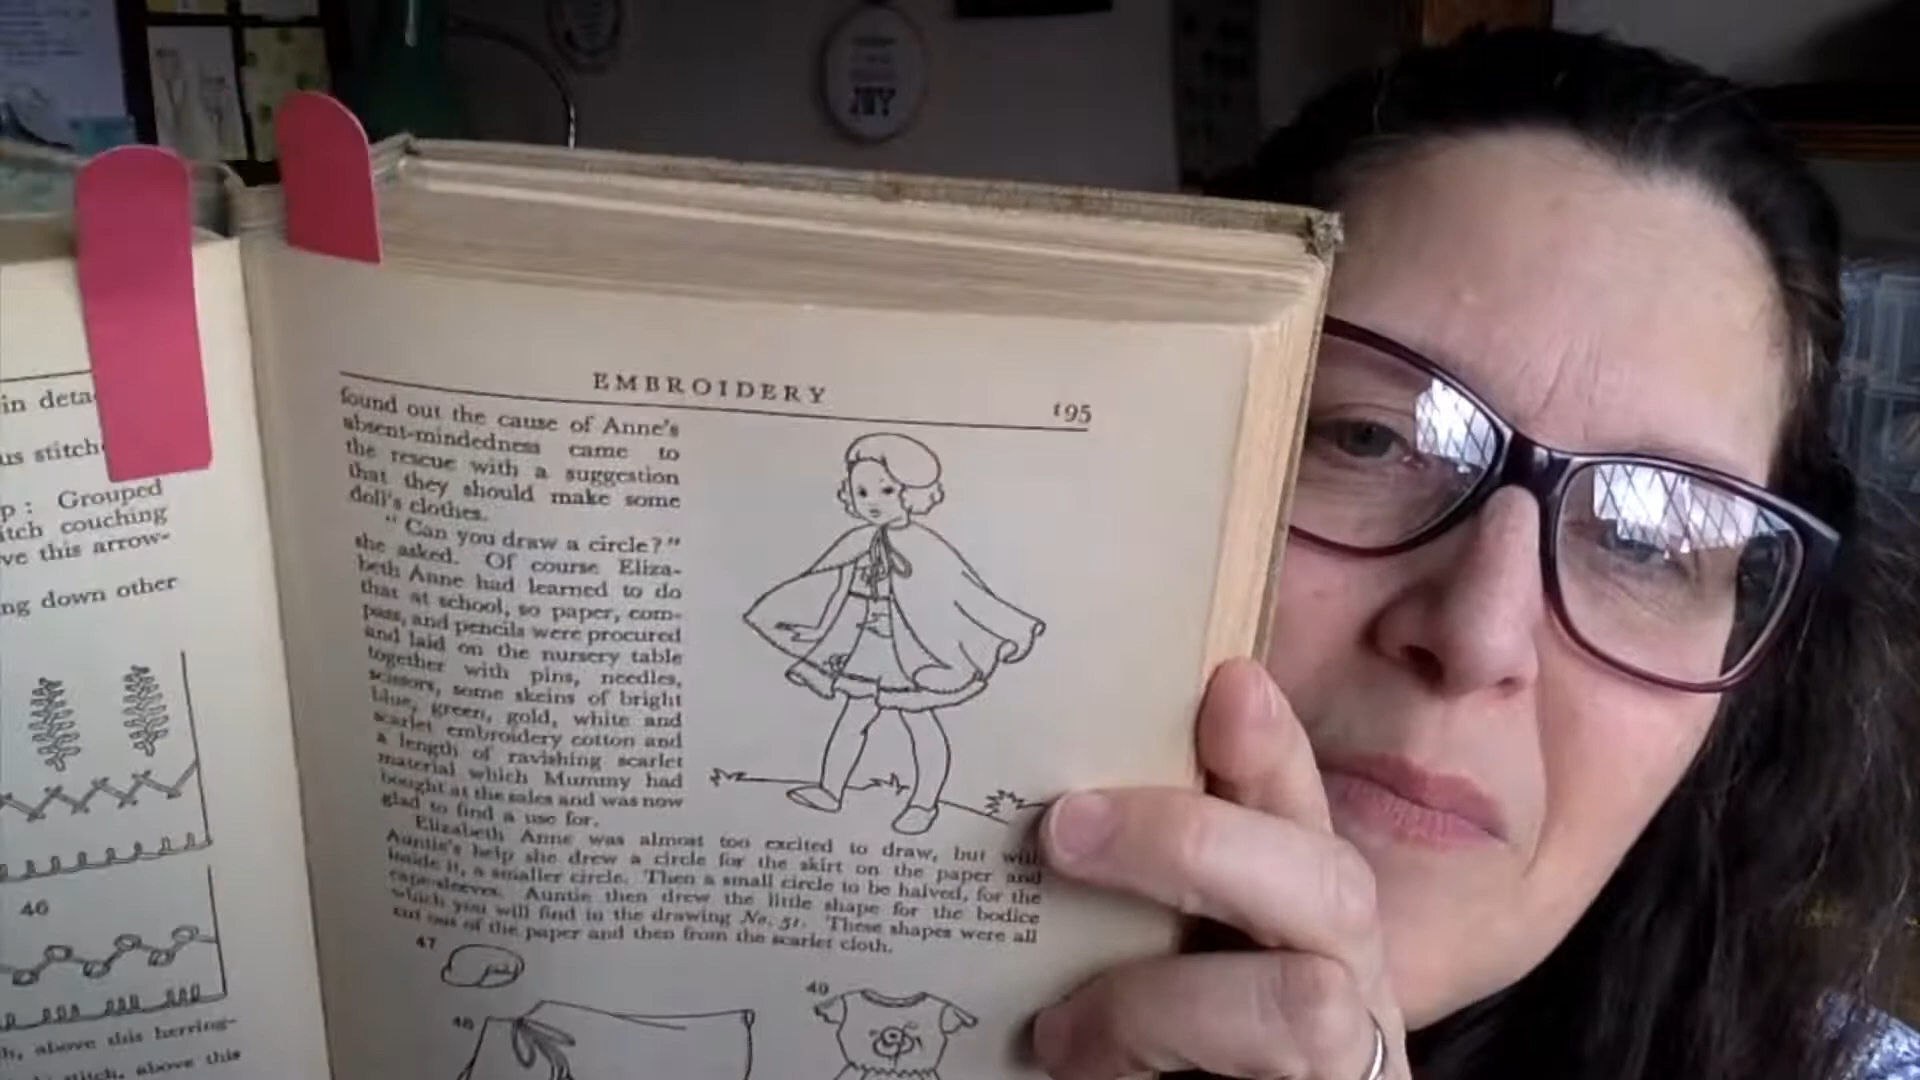 JOY
in deta
us stitch
p : Grouped
itch couching
ve this arrow-
ng down other
46
h, above this herring-
stitch, above this
EMBROIDERY
195
found out the cause of Anne's
absent-mindedness came to
the rescue with a suggestion
that they should make some
doll's clothes.
" Can you draw a circle? "
she asked. Of course Eliza-
beth Anne had learned to do
that at school, so paper, com-
pass, and pencils were procured
and laid on the nursery table
together with pins, needles,
scissors, some skeins of bright
blue, green, gold, white and
scarlet embroidery cotton and
a length of ravishing scarlet
material which Mummy had
bought at the sales and was now
glad to find a use for.
Elizabeth Anne was almost too excited to draw, but with
Auntie's help she drew a circle for the skirt on the paper and
inside it, a smaller circle. Then a small circle to be halved, for the
cape-sleeves. Auntie then drew the little shape for the bodice
which you will find in the drawing No. 51. These shapes were all
cut out of the paper and then from the scarlet cloth.
47
48
49